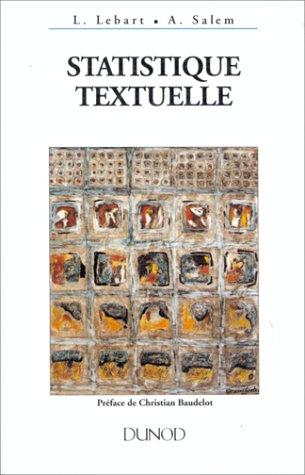 L. Lebart • A. Salem
STATISTIQUE
TEXTUELLE
Préface de Christian Baudelot
DUNOD